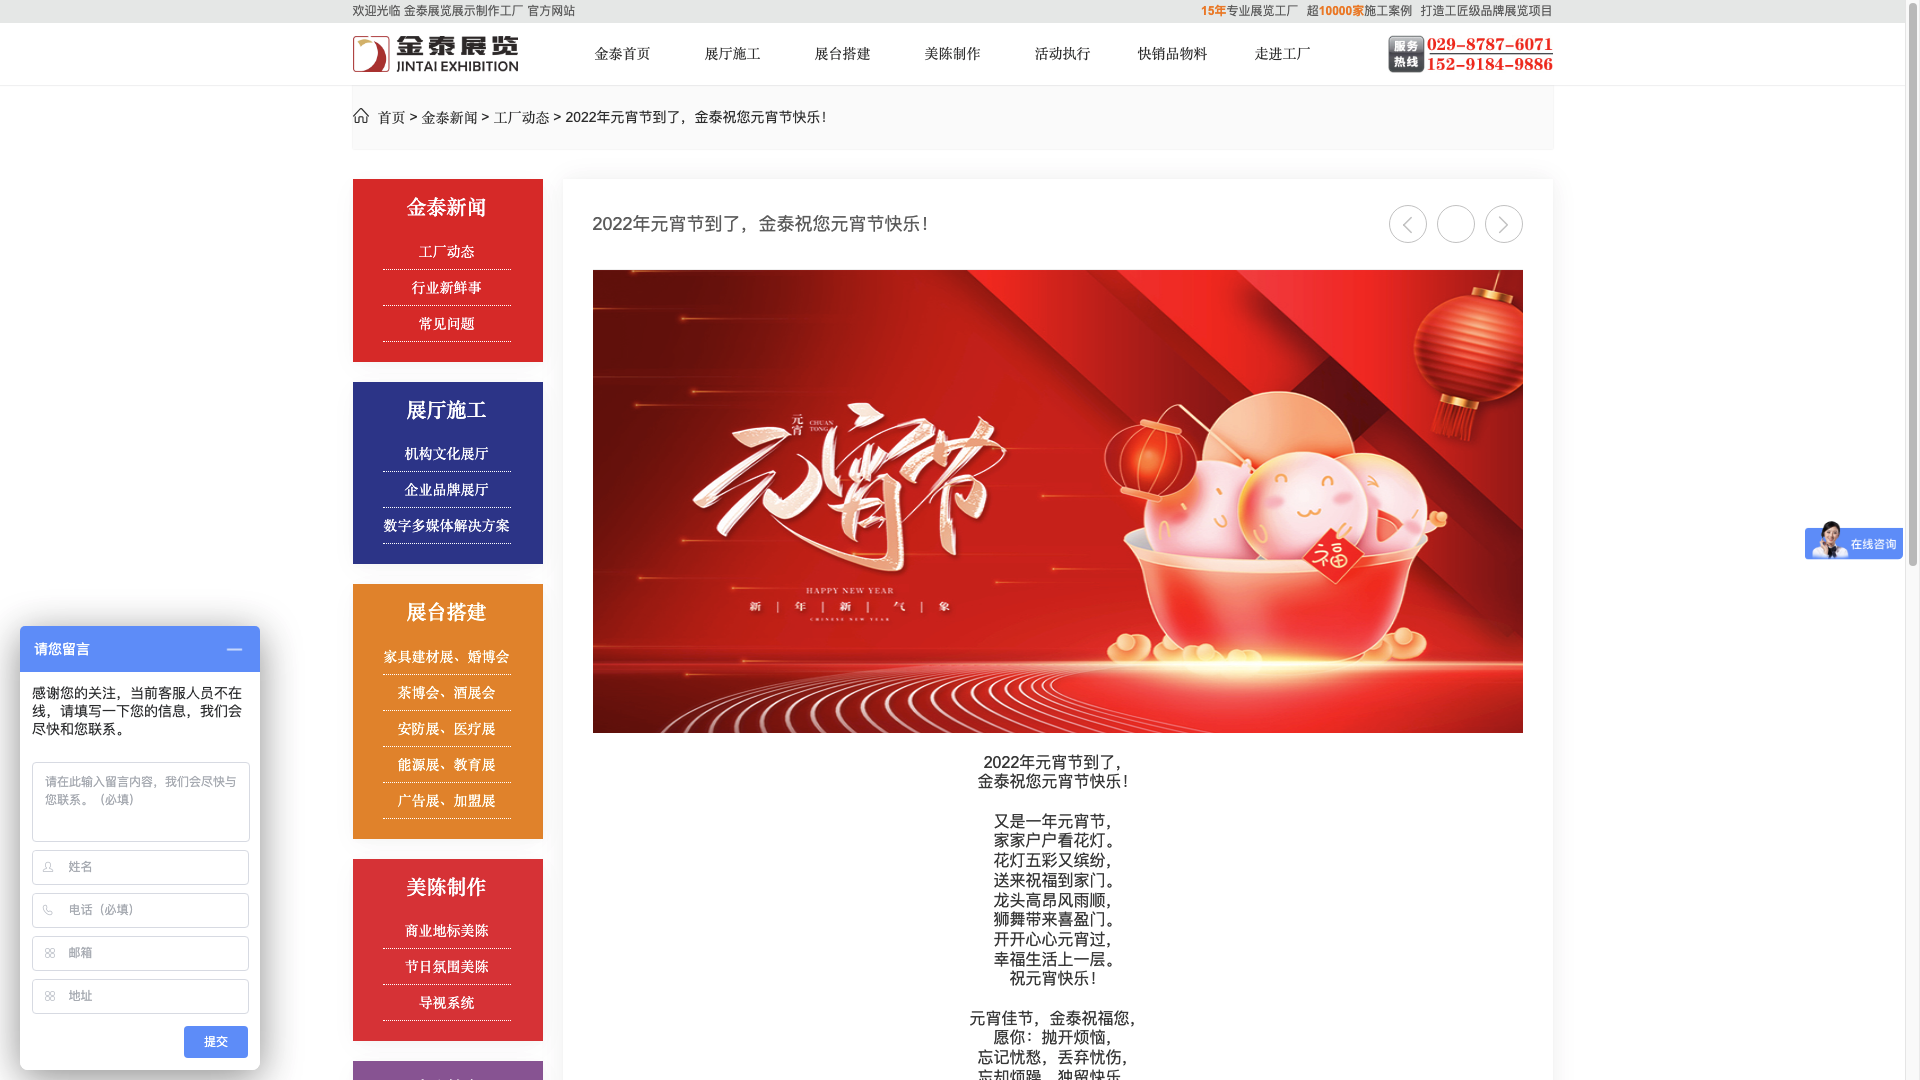 欢迎光临 金泰展览展示制作工厂 官方网站
15年专业展览工厂 超10000家施工案例 打造工匠级品牌展览项目
金泰展览
JINTAI EXHIBITION
金泰首页
展厅施工
展台搭建
美陈制作
活动执行
快销品物料
走进工厂
服务
热线
029-8787-6071
152-9184-9886
首页 > 金泰新闻 > 工厂动态 > 2022年元宵节到了，金泰祝您元宵节快乐！
金泰新闻
工厂动态
行业新鲜事
常见问题
展厅施工
机构文化展厅
企业品牌展厅
数字多媒体解决方案
展台搭建
家具建材展、婚博会
茶博会、酒展会
安防展、医疗展
能源展、教育展
广告展、加盟展
美陈制作
商业地标美陈
节日氛围美陈
导视系统
2022年元宵节到了，金泰祝您元宵节快乐！
元宵
CHUAN
TONG
元宵节
福
HAPPY NEW YEAR
新 | 年 | 新 | 气 | 象
CHINESE NEW YEAR
2022年元宵节到了，
金泰祝您元宵节快乐！
又是一年元宵节，
家家户户看花灯。
花灯五彩又缤纷，
送来祝福到家门。
龙头高昂风雨顺，
狮舞带来喜盈门。
开开心心元宵过，
幸福生活上一层。
祝元宵快乐！
元宵佳节，金泰祝福您，
愿你：抛开烦恼，
忘记忧愁，丢弃忧伤，
忘却烦躁，独留快乐，
在线咨询
请您留言
感谢您的关注，当前客服人员不在
线，请填写一下您的信息，我们会
尽快和您联系。
请在此输入留言内容，我们会尽快与
您联系。（必填）
姓名
电话（必填）
邮箱
地址
提交